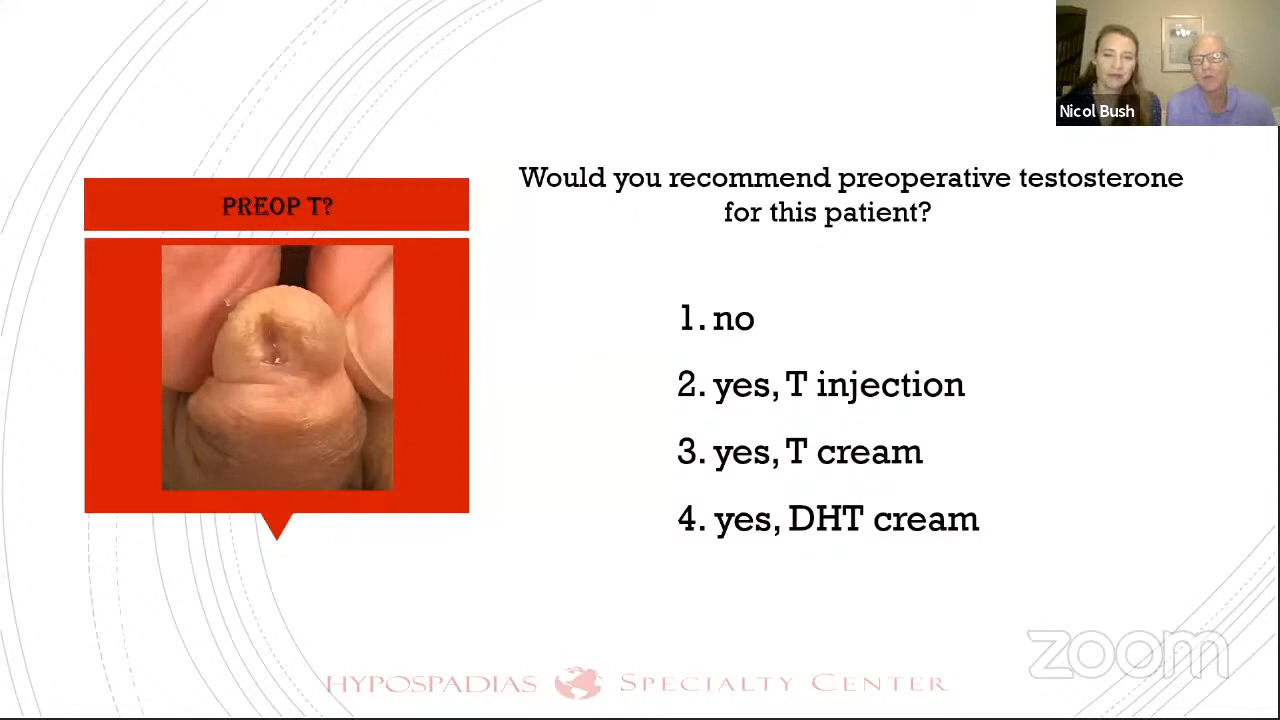 Nicol Bush
PREOP T?
Would you recommend preoperative testosterone
for this patient?
1. no
2. yes, T injection
3. yes, T cream
4. yes, DHT cream
zoom
HYPOSPADIAS SPECIALTY CENTER